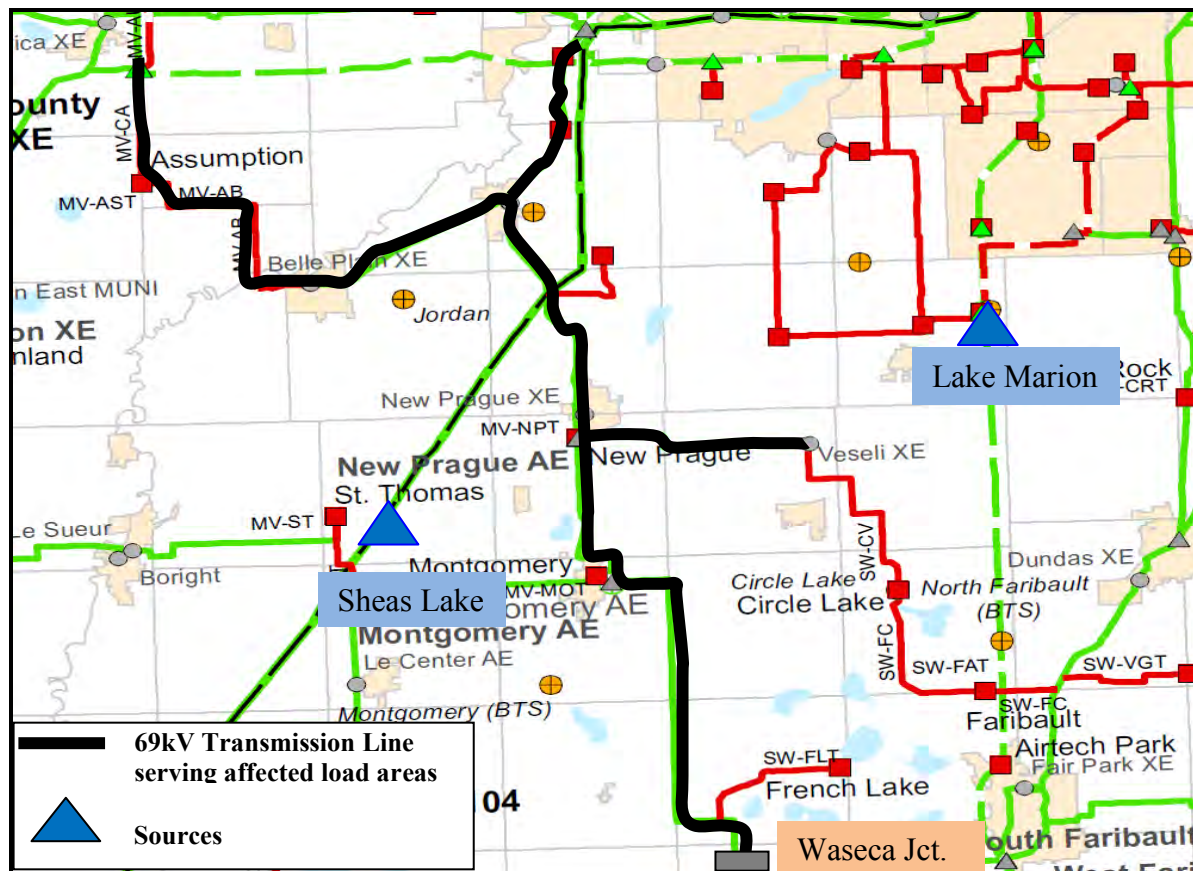 ica XE
MV-A
ounty
XE
MV-CA
Assumption
MV-AST
MV-AB
MV-AB
Belle Plain XE
n East MUNI
on XE
nland
Jordan
Lake Marion
Rock
-CRT
New Prague XE
MV-NPT
New Prague
Veseli XE
New Prague AE
St. Thomas
Le Sueur
MV-ST
Boright
SW-CV
Dundas XE
Montgomery
MV-MOT
Sheas Lake
gomery AE
Montgomery AE
Circle Lake
Circle Lake
North Faribault
(BTS)
Le Center AE
SW-FC
SW-FAT
SW-VGT
SW-FC
Faribault
Montgomery (BTS)
Airtech Park
Fair Park XE
SW-FLT
French Lake
69kV Transmission Line
serving affected load areas
104
Sources
Waseca Jct.
outh Faribault
West Fari